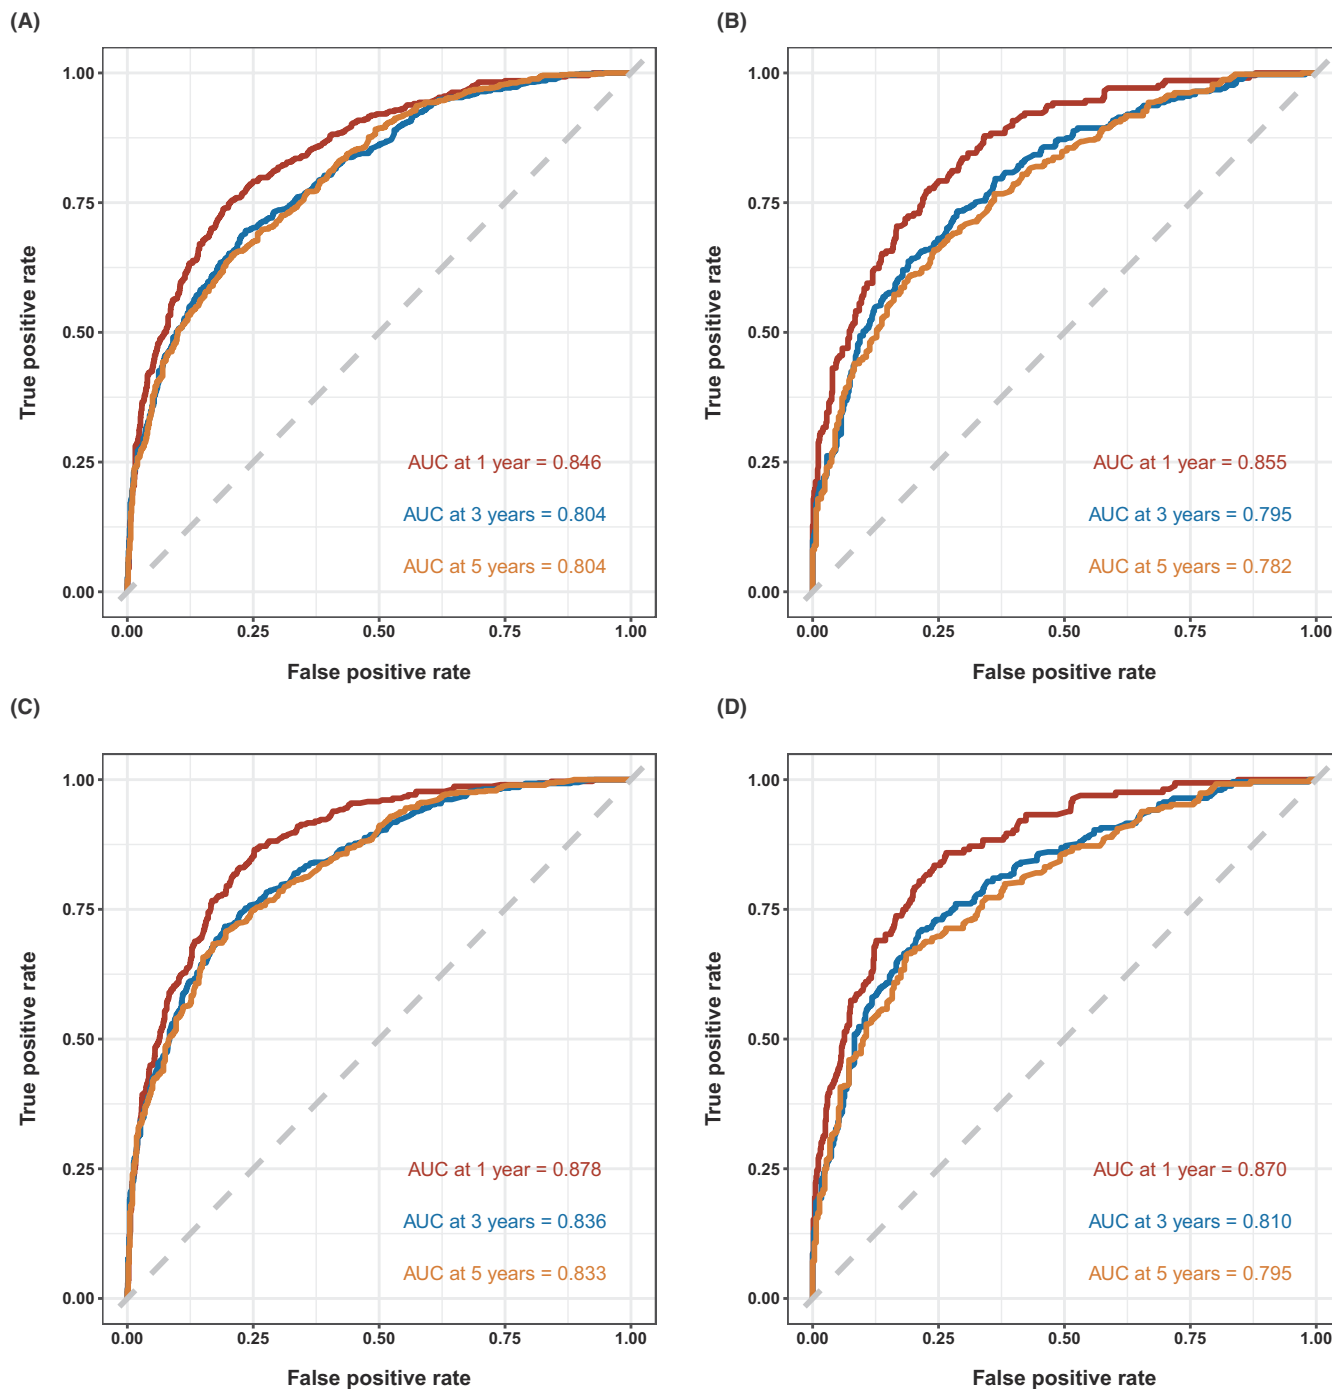 (A)
1.00
0.75
0.50
0.25
0.00
True positive rate
AUC at 1 year = 0.846
AUC at 3 years = 0.804
AUC at 5 years = 0.804
0.00 0.25 0.50 0.75 1.00
False positive rate
(B)
1.00
0.75
0.50
0.25
0.00
True positive rate
AUC at 1 year = 0.855
AUC at 3 years = 0.795
AUC at 5 years = 0.782
0.00 0.25 0.50 0.75 1.00
False positive rate
(C)
1.00
0.75
0.50
0.25
0.00
True positive rate
AUC at 1 year = 0.878
AUC at 3 years = 0.836
AUC at 5 years = 0.833
0.00 0.25 0.50 0.75 1.00
False positive rate
(D)
1.00
0.75
0.50
0.25
0.00
True positive rate
AUC at 1 year = 0.870
AUC at 3 years = 0.810
AUC at 5 years = 0.795
0.00 0.25 0.50 0.75 1.00
False positive rate